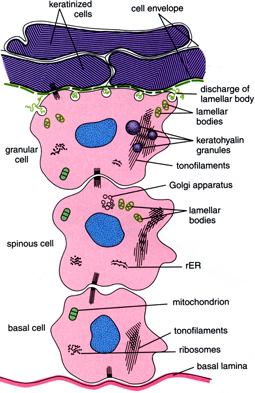 keratinized
cells
cell envelope
discharge of
lamellar body
lamellar
bodies
keratohyalin
granules
granular
cell
tonofilaments
Golgi apparatus
lamellar
bodies
spinous cell
rER
mitochondrion
basal cell
tonofilaments
ribosomes
basal lamina